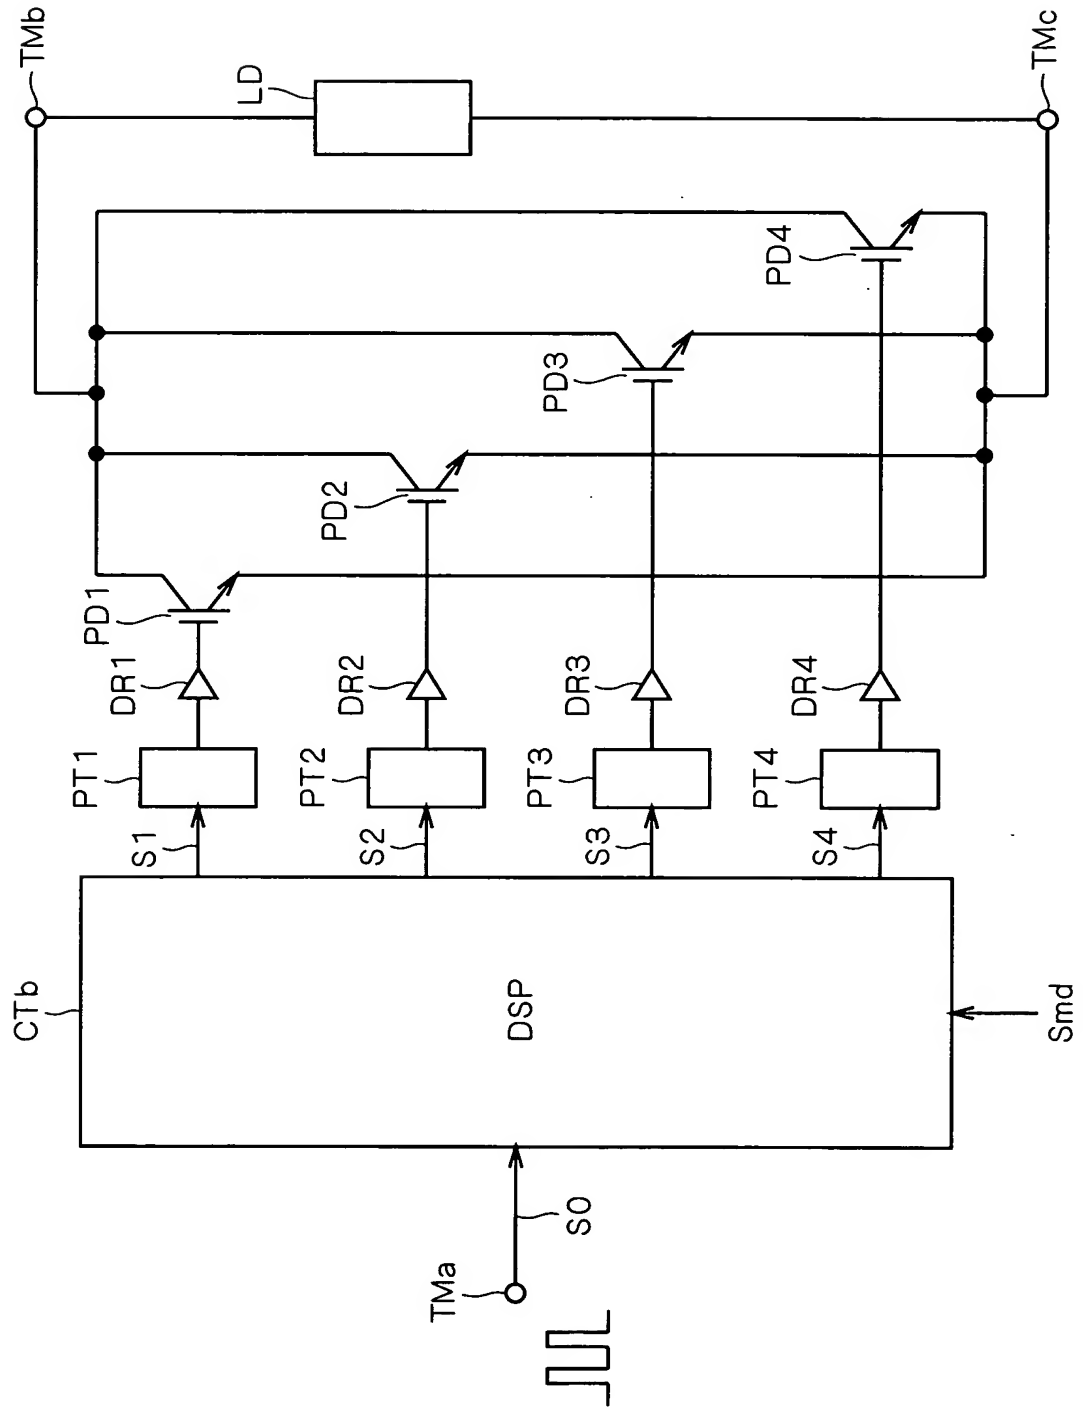 TMa
S0
CTb
DSP
Smd
S1
S2
S3
S4
PT1
PT2
PT3
PT4
DR1
DR2
DR3
DR4
PD1
PD2
PD3
PD4
LD
TMb
TMc